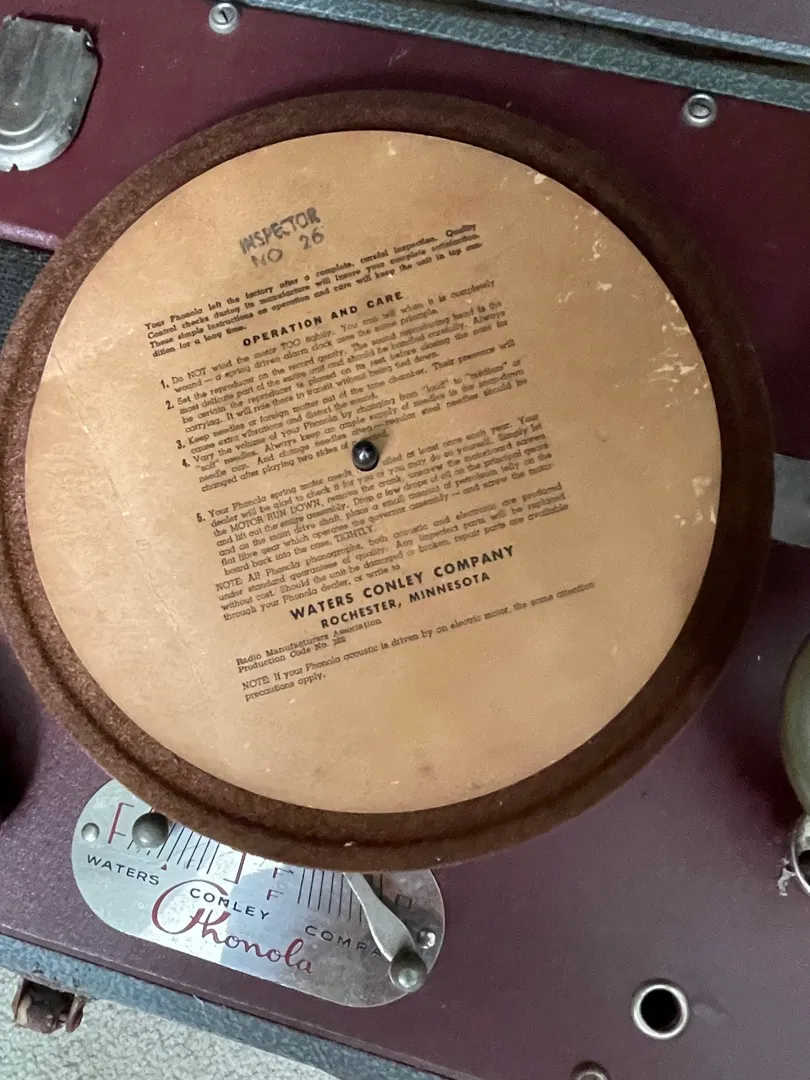 INSPECTOR
NO 26
Your Phonola left the factory after a complete, careful inspection. Quality
Control checks during its manufacture will insure your complete satisfaction.
These simple instructions on operation and care will keep the unit in top con-
dition for a long time.
OPERATION AND CARE
1. Do NOT wind the motor TOO tightly. You can tell when it is completely
wound — a spring driven alarm clock uses the same principle.
2. Set the reproducer on the record gently. The sound reproducing head is the
most delicate part of the entire unit and should be handled carefully. Always
be certain the reproducer is placed on its rest before closing the case for
carrying. It will ride there in transit without being tied down.
3. Keep needles or foreign matter out of the tone chamber. Their presence will
cause extra vibrations and distort the sound.
4. Vary the volume of your Phonola by changing from "loud" to "medium" or
"soft" needles. Always keep an ample supply of needles in the
needle cup. And change needles regular steel needles should be
changed after playing two sides of
5. Your Phonola spring motor needs oiled at least once each year. Your
dealer will be glad to check it for you or you may do so yourself. Simply let
the MOTOR RUN DOWN, remove the crank, unscrew the motorboard screws
and lift out the entire assembly. Drop a few drops of oil on the principal gears
and on the main drive shaft, place a small amount of petroleum jelly on the
flat fibre gear which operates the governor assembly — and screw the motor
board back into the case, TIGHTLY.
NOTE: All Phonola phonographs, both acoustic and electronic, are produced
under standard guarantees of quality. Any imperfect parts will be replaced
without cost. Should the unit be damaged or broken, repair parts are available
through your Phonola dealer, or write to
WATERS CONLEY COMPANY
ROCHESTER, MINNESOTA
Radio Manufacturers Association
Production Code No. 322
NOTE: If your Phonola acoustic is driven by an electric motor, the same attention
precautions apply.
F
F
F
WATERS CONLEY COMPA
Phonola